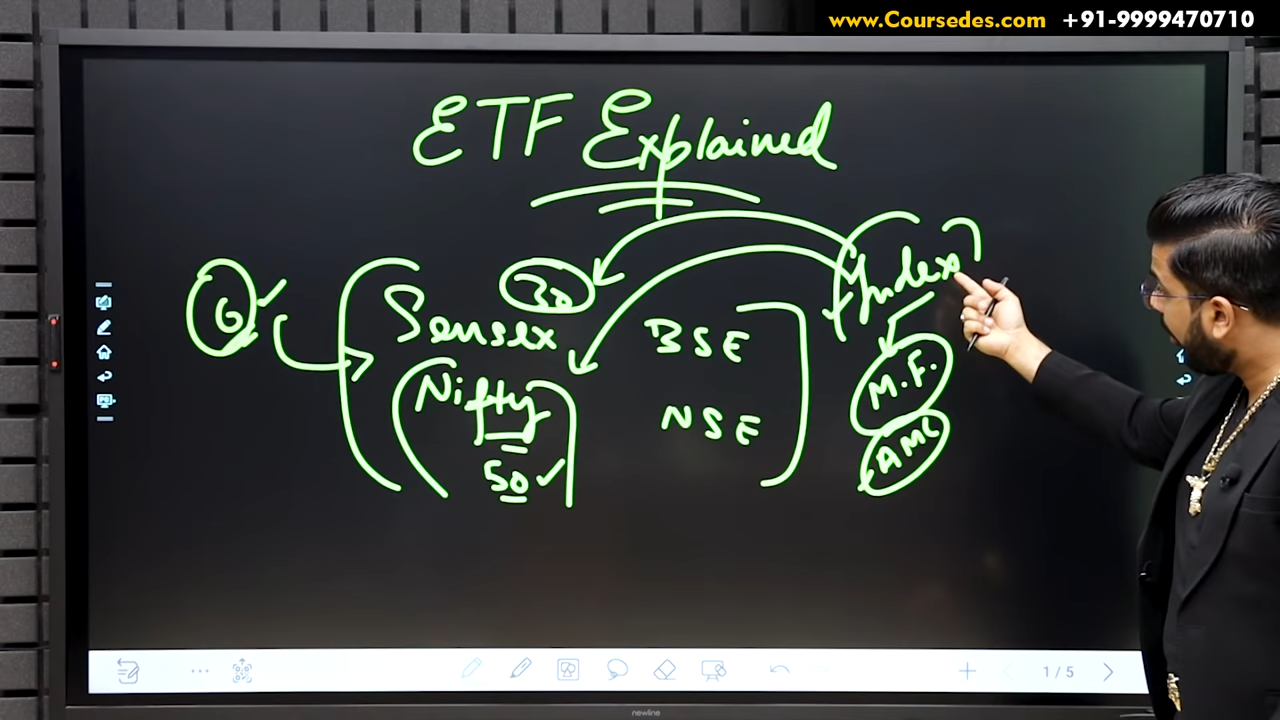 www.Coursedes.com +91-9999470710
ETF Explained
Index
30
G
Sensex
BSE
M.F.
Nifty
NSE
AMC
50
1/5
newline